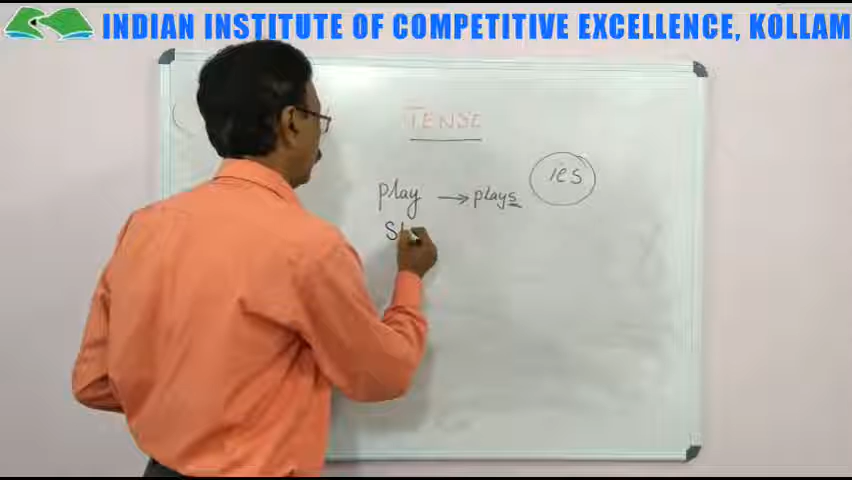 INDIAN INSTITUTE OF COMPETITIVE EXCELLENCE, KOLLAM
TENSE
play → plays ies